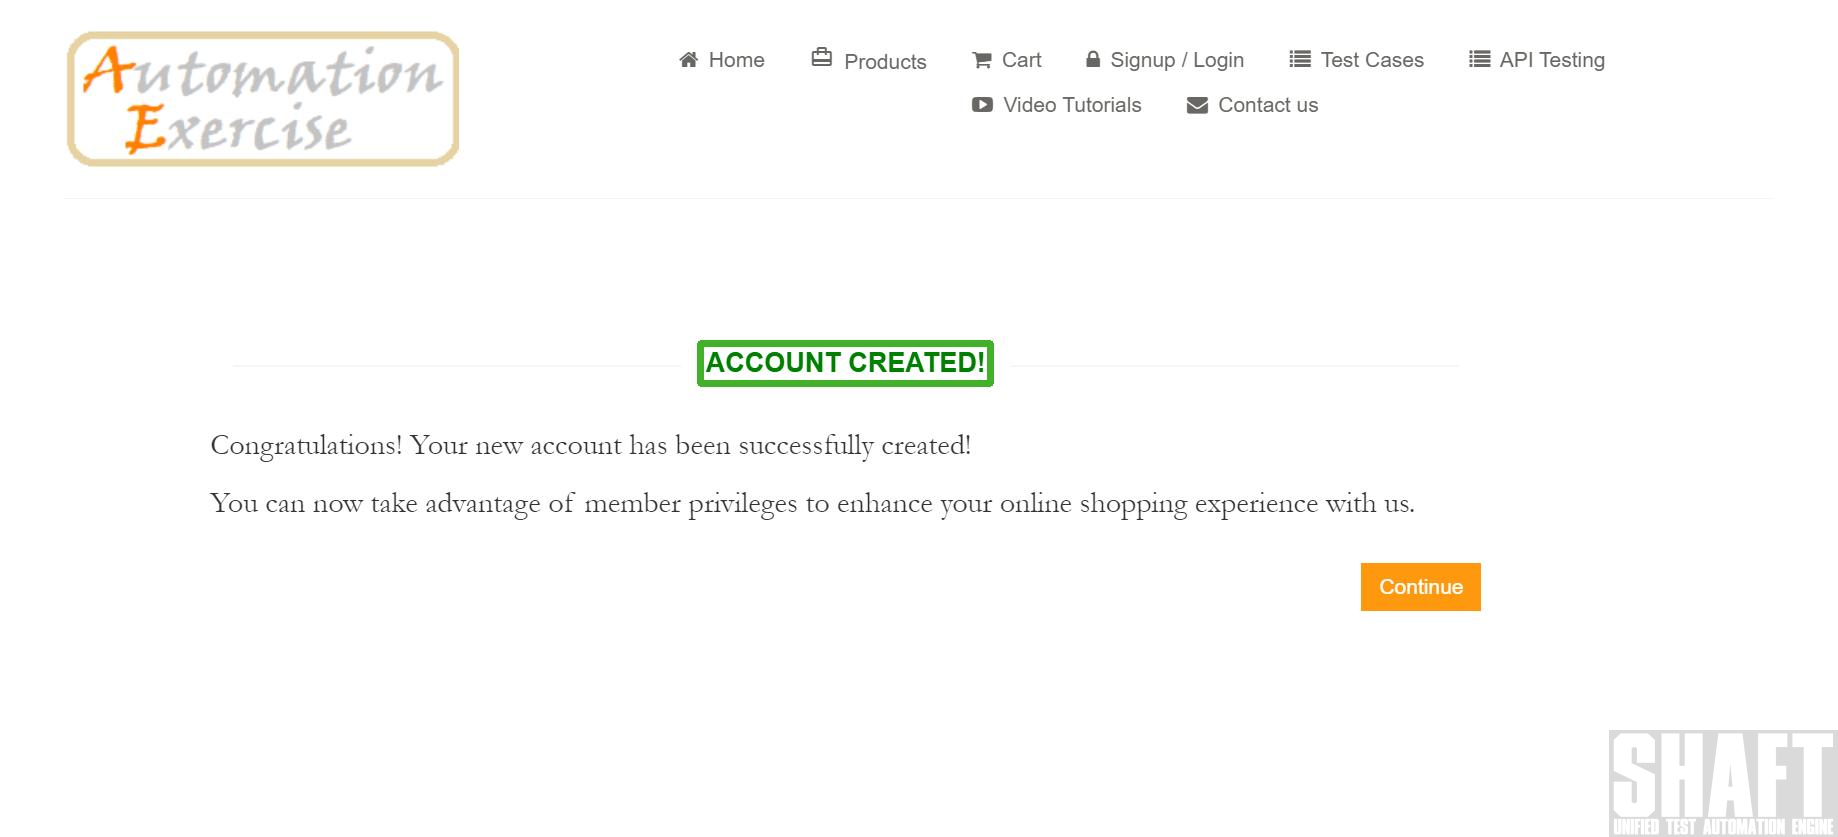 Automation
Exercise
Home Products Cart Signup / Login Test Cases API Testing
Video Tutorials Contact us
ACCOUNT CREATED!
Congratulations! Your new account has been successfully created!
You can now take advantage of member privileges to enhance your online shopping experience with us.
Continue
SHAFT
UNIFIED TEST AUTOMATION ENGINE